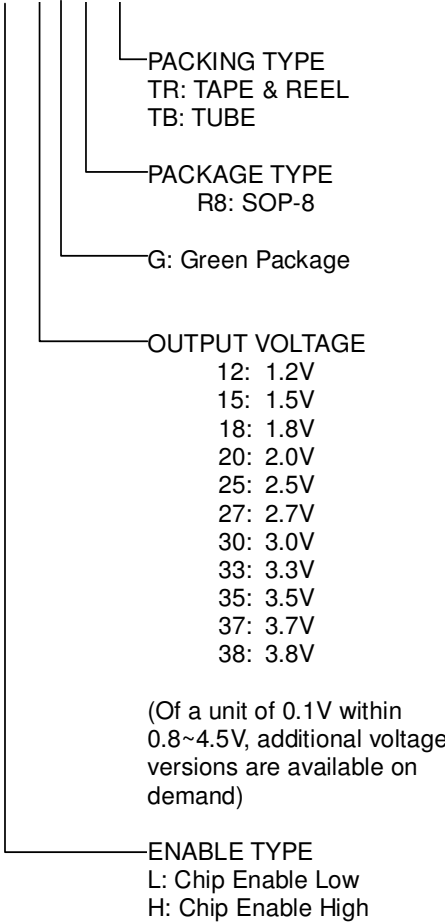 PACKING TYPE
TR: TAPE & REEL
TB: TUBE
PACKAGE TYPE
R8: SOP-8
G: Green Package
OUTPUT VOLTAGE
12: 1.2V
15: 1.5V
18: 1.8V
20: 2.0V
25: 2.5V
27: 2.7V
30: 3.0V
33: 3.3V
35: 3.5V
37: 3.7V
38: 3.8V
(Of a unit of 0.1V within
0.8~4.5V, additional voltage
versions are available on
demand)
ENABLE TYPE
L: Chip Enable Low
H: Chip Enable High